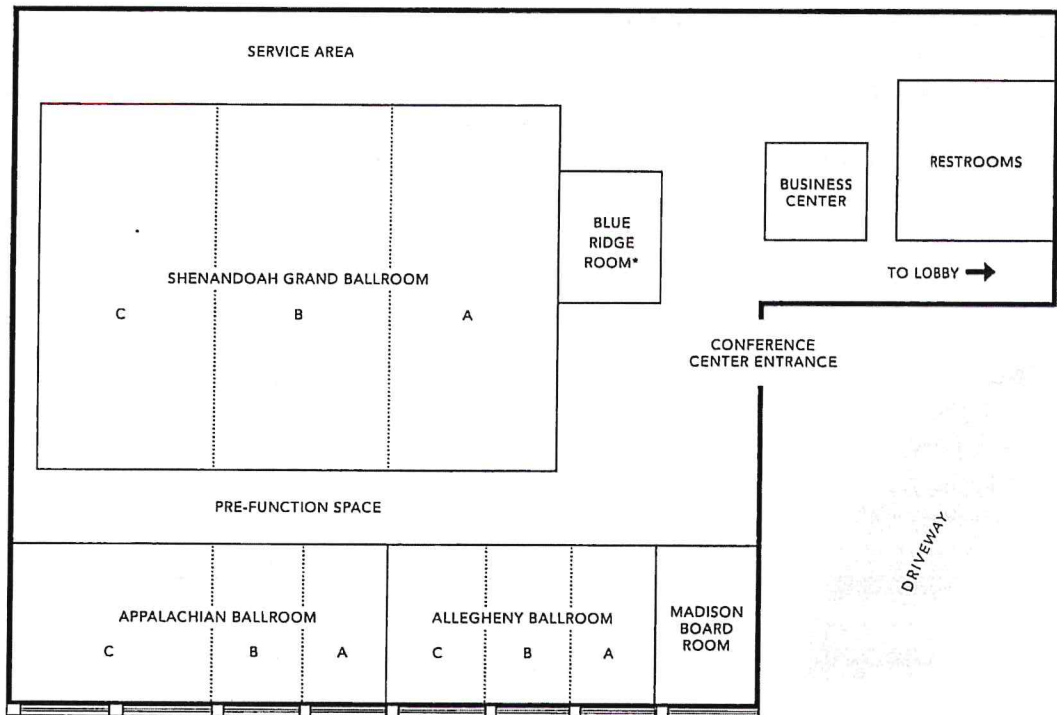 SERVICE AREA
RESTROOMS
BUSINESS
CENTER
BLUE
RIDGE
ROOM*
TO LOBBY
SHENANDOAH GRAND BALLROOM
C
B
A
CONFERENCE
CENTER ENTRANCE
PRE-FUNCTION SPACE
DRIVEWAY
APPALACHIAN BALLROOM
C
B
A
ALLEGHENY BALLROOM
C
B
A
MADISON
BOARD
ROOM